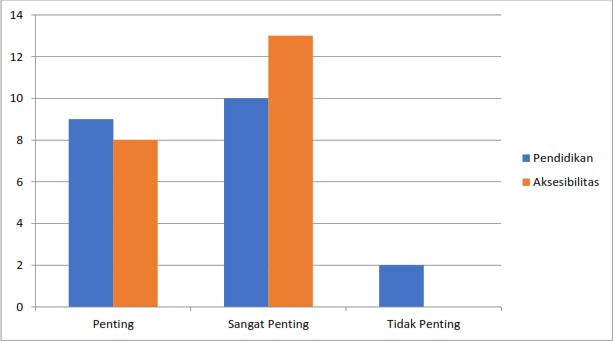 14
12
10
8
6
4
2
0
Penting
Sangat Penting
Tidak Penting
Pendidikan
Aksesibilitas